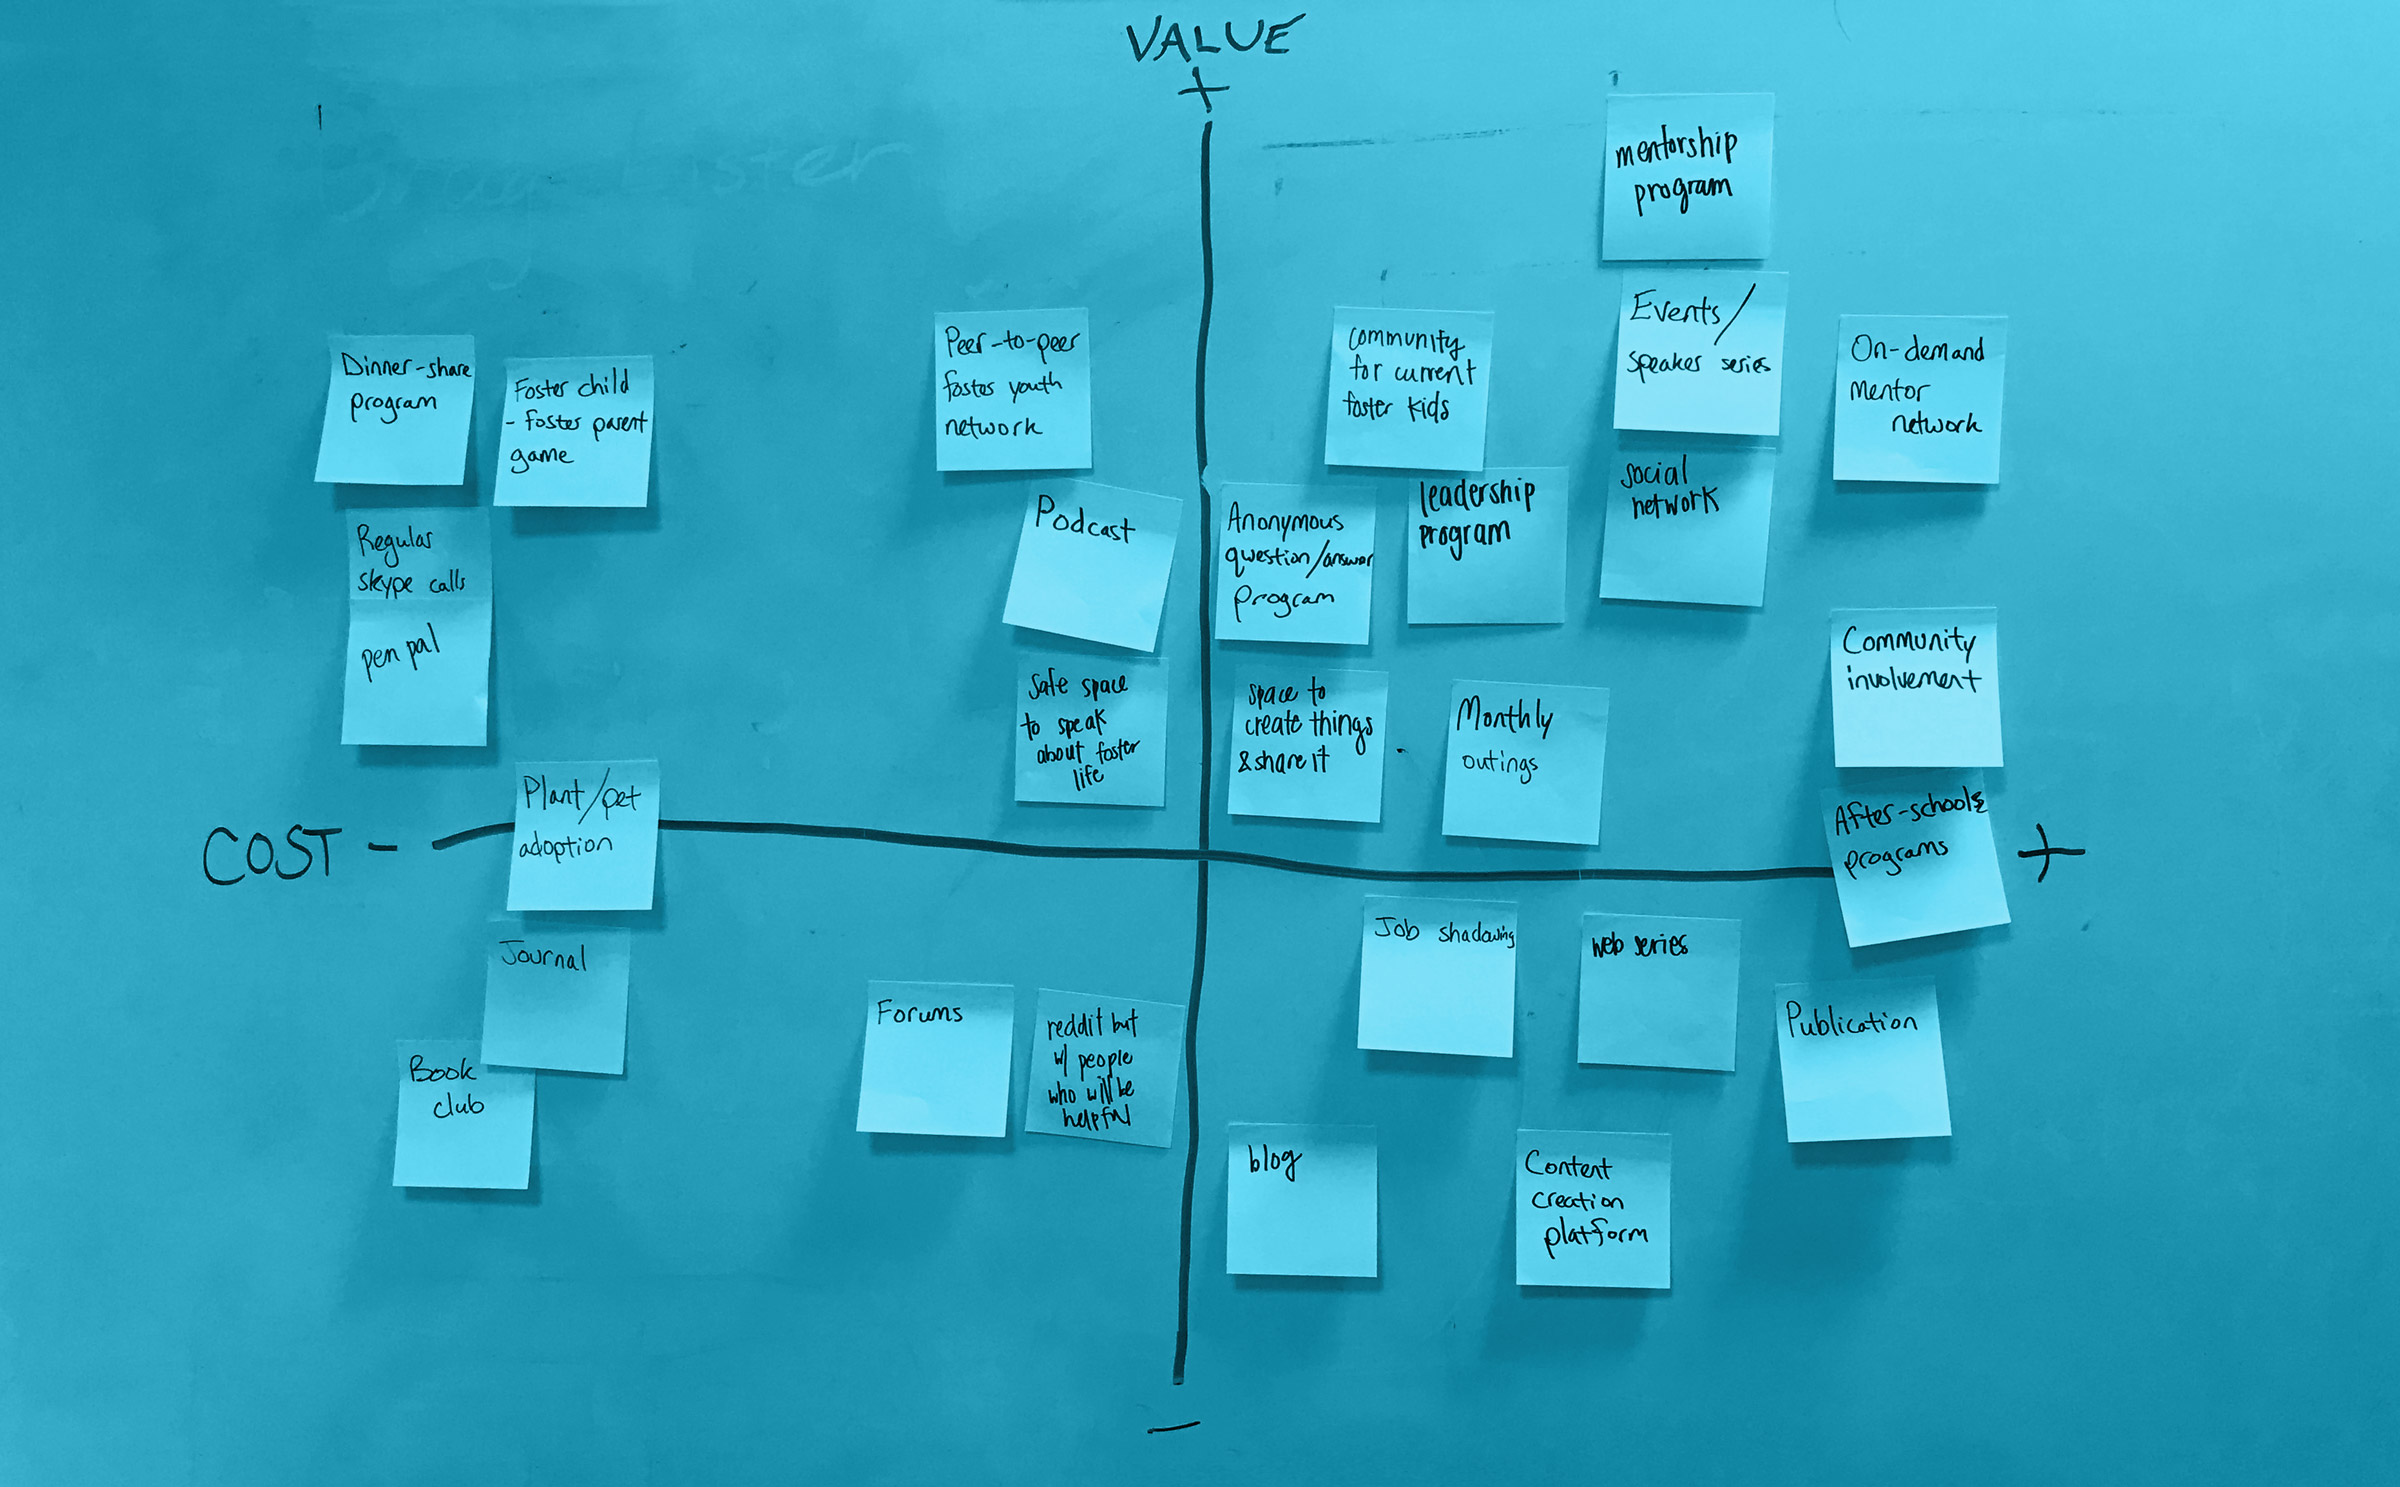 VALUE
+
mentorship
program
Events/
speaker series
On-demand
mentor
network
community
for current
foster kids
Peer-to-peer
foster youth
network
Dinner-share
program
Foster child
- foster parent
game
social
network
leadership
program
Podcast
Anonymous
question/answer
program
Regular
skype calls
pen pal
Safe space
to speak
about foster
life
space to
create things
& share it
Monthly
outings
Community
involvement
Plant/pet
adoption
After-school
programs
COST -
+
Journal
Book
club
Forums
reddit but
w/ people
who will be
helpful
Job shadowing
web series
Publication
blog
Content
creation
platform
-